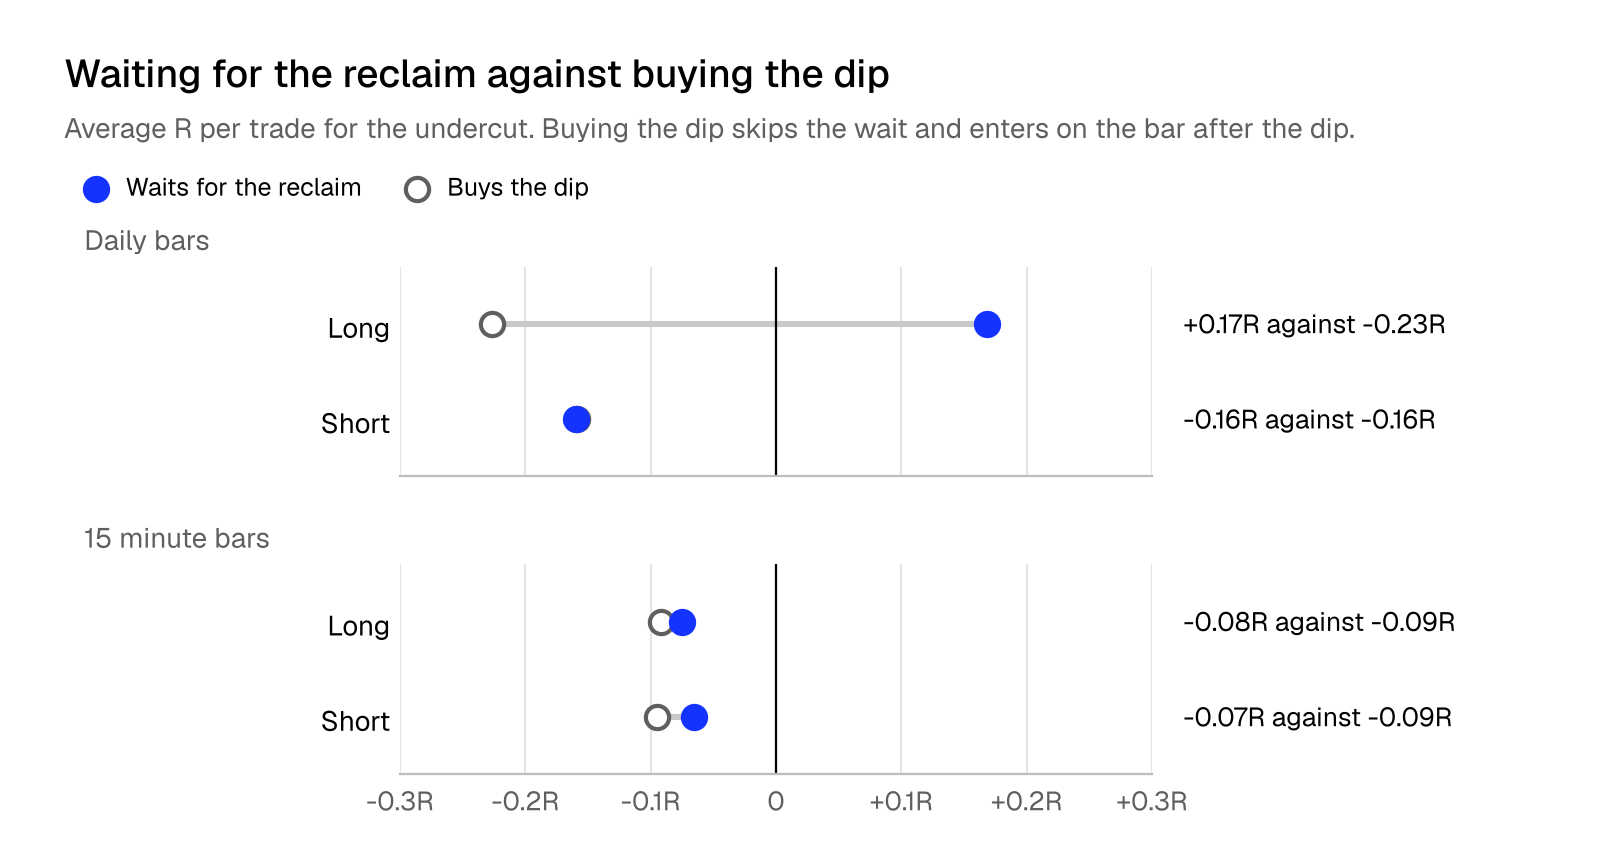 Waiting for the reclaim against buying the dip
Average R per trade for the undercut. Buying the dip skips the wait and enters on the bar after the dip.
Waits for the reclaim
Buys the dip
Daily bars
Long
+0.17R against -0.23R
Short
-0.16R against -0.16R
15 minute bars
Long
-0.08R against -0.09R
Short
-0.07R against -0.09R
-0.3R
-0.2R
-0.1R
0
+0.1R
+0.2R
+0.3R